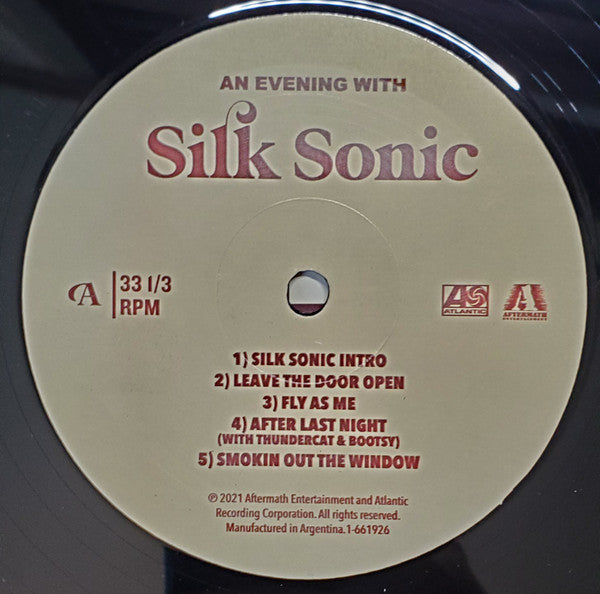 AN EVENING WITH
Silk Sonic
A
33 1/3
RPM
AS
ATLANTIC
A
AFTERMATH
ENTERTAINMENT
1) SILK SONIC INTRO
2) LEAVE THE DOOR OPEN
3) FLY AS ME
4) AFTER LAST NIGHT
(WITH THUNDERCAT & BOOTSY)
5) SMOKIN OUT THE WINDOW
℗ 2021 Aftermath Entertainment and Atlantic
Recording Corporation. All rights reserved.
Manufactured in Argentina.1-661926